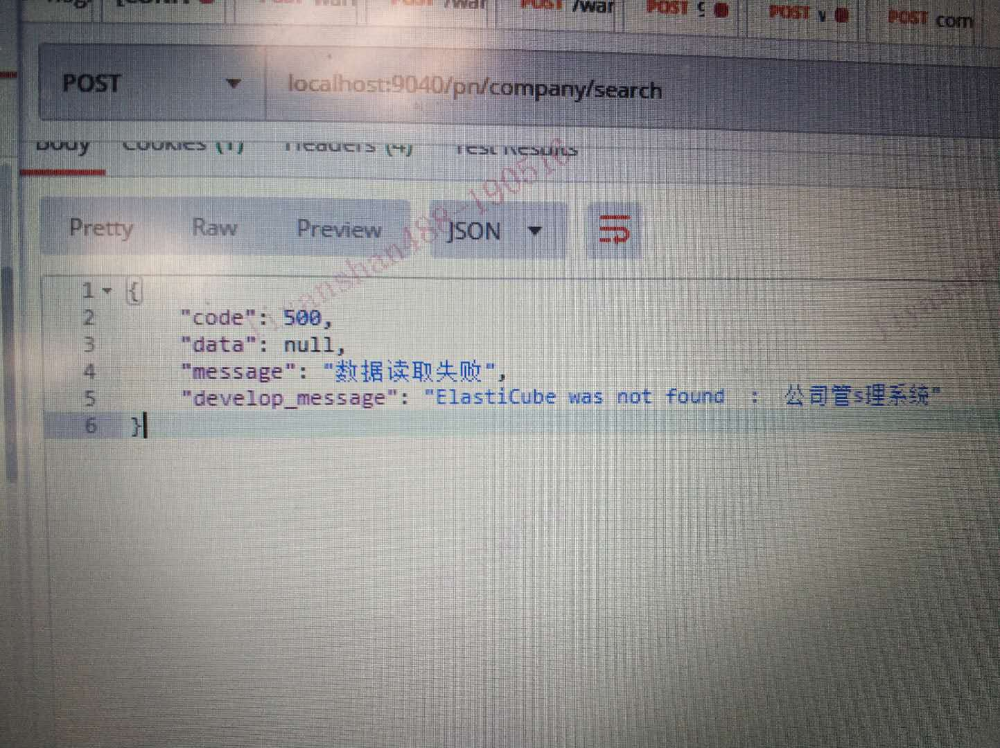 POST /war
POST
POST
POST com
POST localhost:9040/pn/company/search
Body Cookies (1) Headers (4) Test Results
Pretty Raw Preview JSON
1 {
2 "code": 500,
3 "data": null,
4 "message": "数据读取失败",
5 "develop_message": "ElastiCube was not found : 公司管s理系统"
6 }